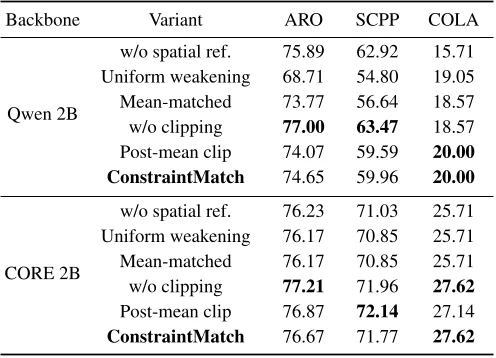 Backbone Variant ARO SCPP COLA
w/o spatial ref. 75.89 62.92 15.71
Uniform weakening 68.71 54.80 19.05
Mean-matched 73.77 56.64 18.57
Qwen 2B
w/o clipping 77.00 63.47 18.57
Post-mean clip 74.07 59.59 20.00
ConstraintMatch 74.65 59.96 20.00
w/o spatial ref. 76.23 71.03 25.71
Uniform weakening 76.17 70.85 25.71
Mean-matched 76.17 70.85 25.71
CORE 2B
w/o clipping 77.21 71.96 27.62
Post-mean clip 76.87 72.14 27.14
ConstraintMatch 76.67 71.77 27.62